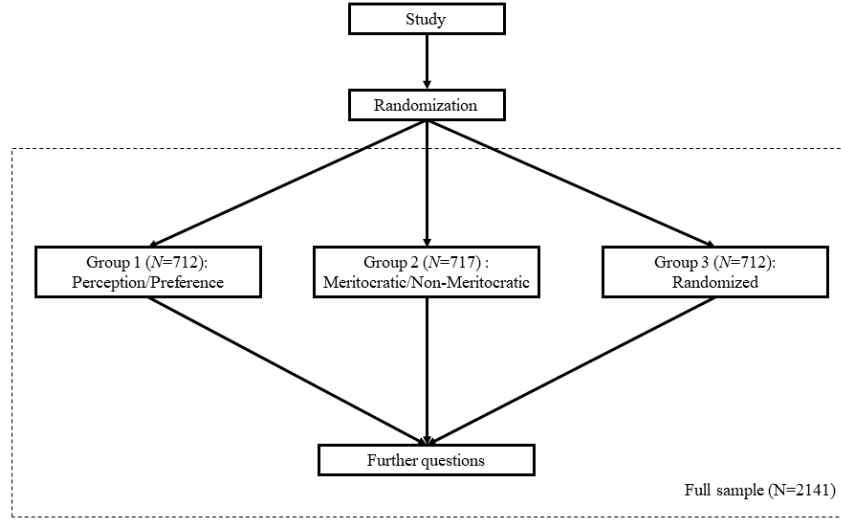 Study
Randomization
Group 1 (N=712):
Perception/Preference
Group 2 (N=717) :
Meritocratic/Non-Meritocratic
Group 3 (N=712):
Randomized
Further questions
Full sample (N=2141)